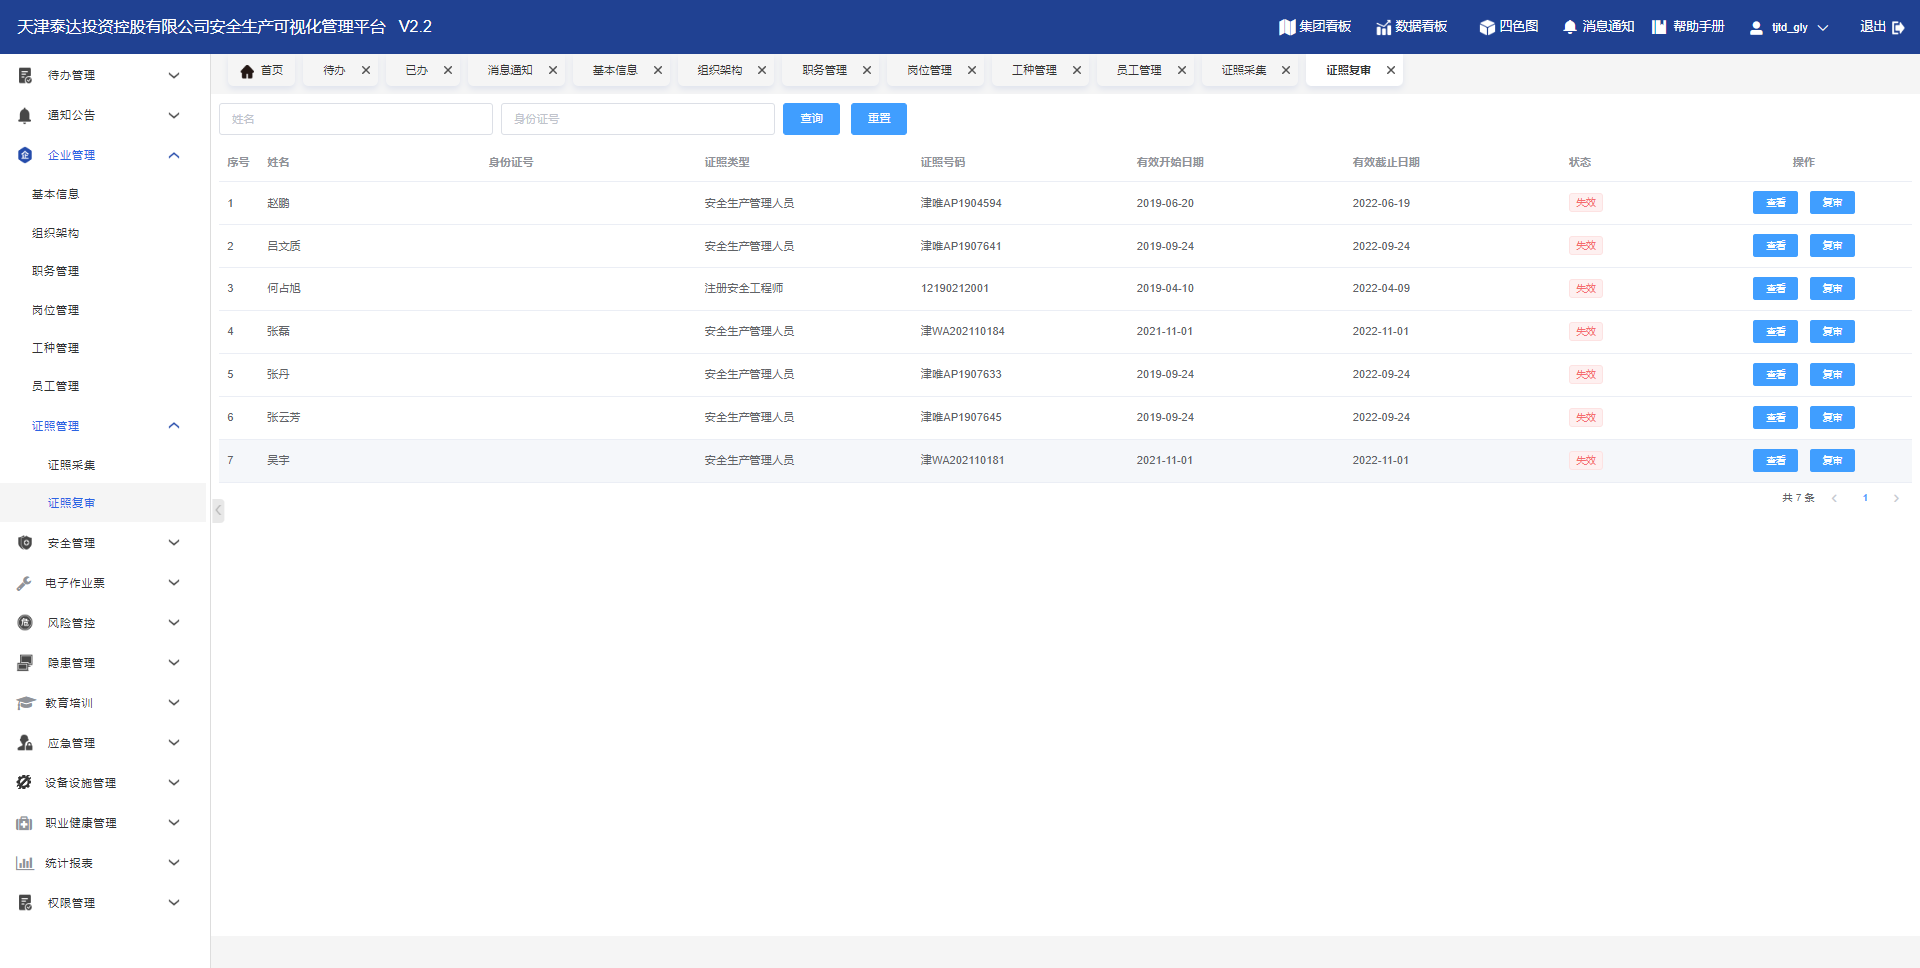 天津泰达投资控股有限公司安全生产可视化管理平台 V2.2
集团看板 数据看板 四色图 消息通知 帮助手册 tjtd_gly 退出
首页 待办 已办 消息通知 基本信息 组织架构 职务管理 岗位管理 工种管理 员工管理 证照采集 证照复审
待办管理
通知公告
企业管理
基本信息
组织架构
职务管理
岗位管理
工种管理
员工管理
证照管理
证照采集
证照复审
安全管理
电子作业票
风险管控
隐患管理
教育培训
应急管理
设备设施管理
职业健康管理
统计报表
权限管理
姓名 身份证号 查询 重置
序号 姓名 身份证号 证照类型 证照号码 有效开始日期 有效截止日期 状态 操作
1 赵鹏 安全生产管理人员 津唯AP1904594 2019-06-20 2022-06-19 失效 查看 复审
2 吕文质 安全生产管理人员 津唯AP1907641 2019-09-24 2022-09-24 失效 查看 复审
3 何占旭 注册安全工程师 12190212001 2019-04-10 2022-04-09 失效 查看 复审
4 张磊 安全生产管理人员 津WA202110184 2021-11-01 2022-11-01 失效 查看 复审
5 张丹 安全生产管理人员 津唯AP1907633 2019-09-24 2022-09-24 失效 查看 复审
6 张云芳 安全生产管理人员 津唯AP1907645 2019-09-24 2022-09-24 失效 查看 复审
7 吴宇 安全生产管理人员 津WA202110181 2021-11-01 2022-11-01 失效 查看 复审
共 7 条 1